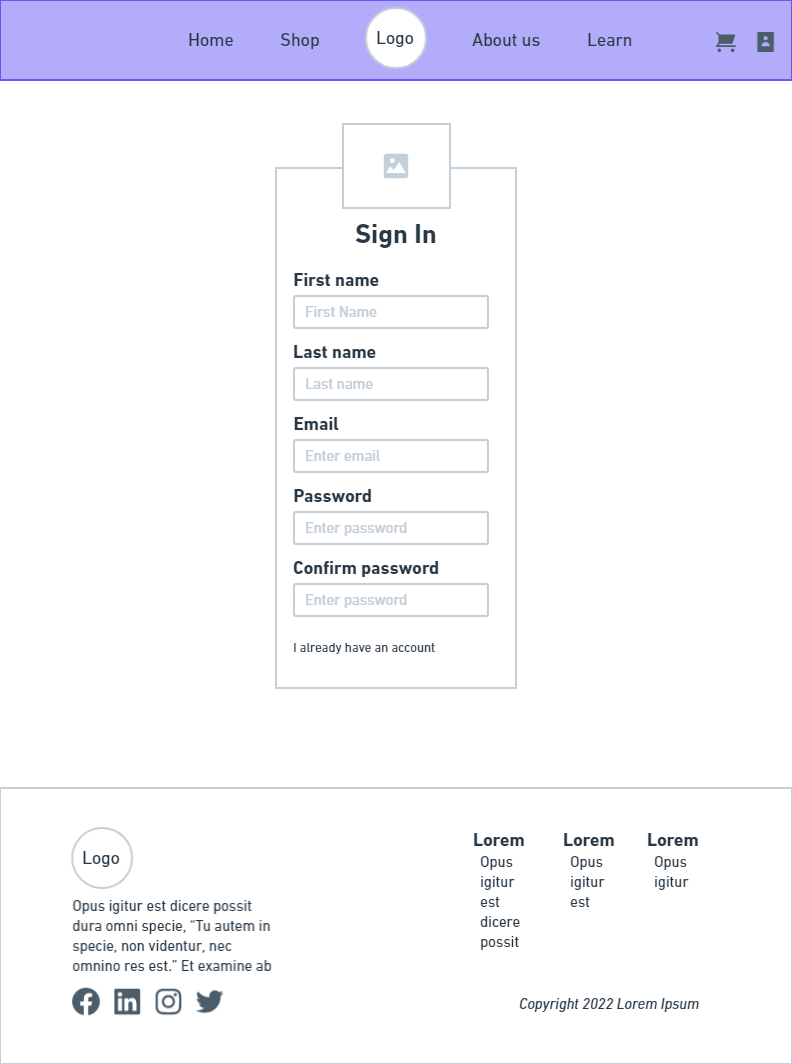 Home Shop Logo About us Learn
Sign In
First name
First Name
Last name
Last name
Email
Enter email
Password
Enter password
Confirm password
Enter password
I already have an account
Logo
Opus igitur est dicere possit
dura omni specie, “Tu autem in
specie, non videntur, nec
omnino res est.” Et examine ab
Lorem
Opus
igitur
est
dicere
possit
Lorem
Opus
igitur
est
Lorem
Opus
igitur
Copyright 2022 Lorem Ipsum